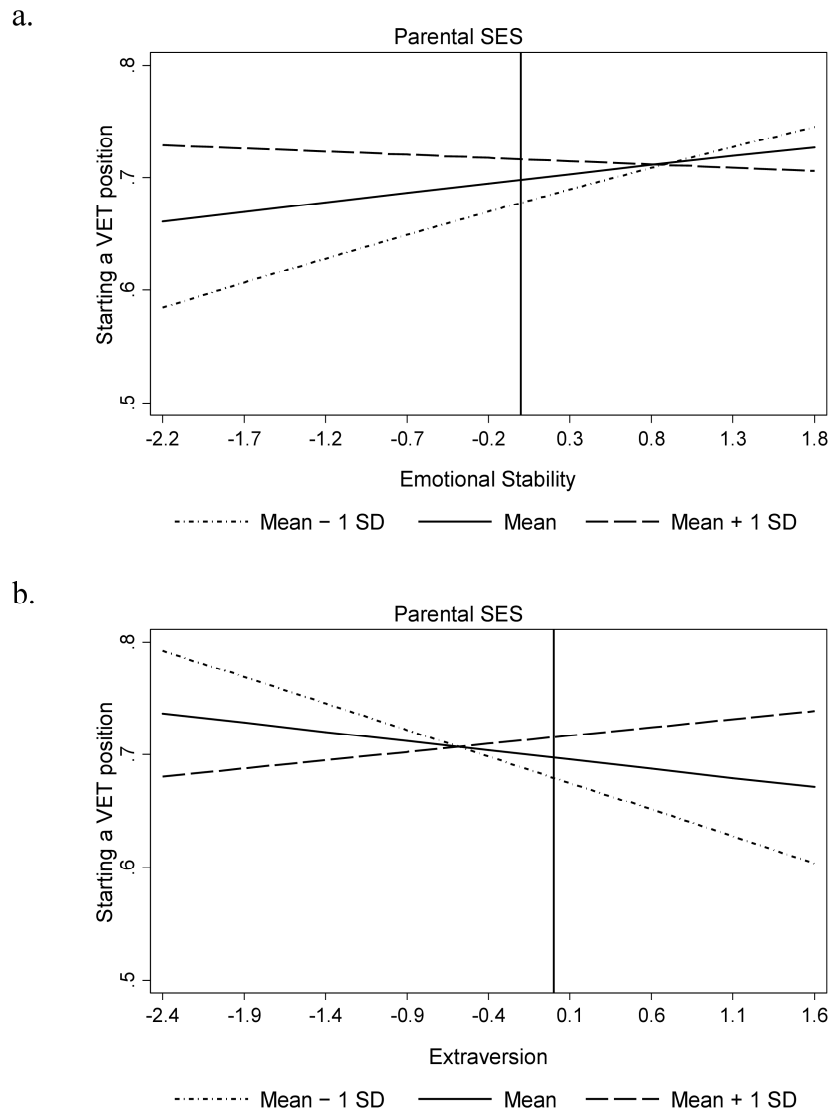 a.
Parental SES
.8
.7
.6
.5
Starting a VET position
-2.2 -1.7 -1.2 -0.7 -0.2 0.3 0.8 1.3 1.8
Emotional Stability
Mean − 1 SD Mean Mean + 1 SD
b.
Parental SES
.8
.7
.6
.5
Starting a VET position
-2.4 -1.9 -1.4 -0.9 -0.4 0.1 0.6 1.1 1.6
Extraversion
Mean − 1 SD Mean Mean + 1 SD